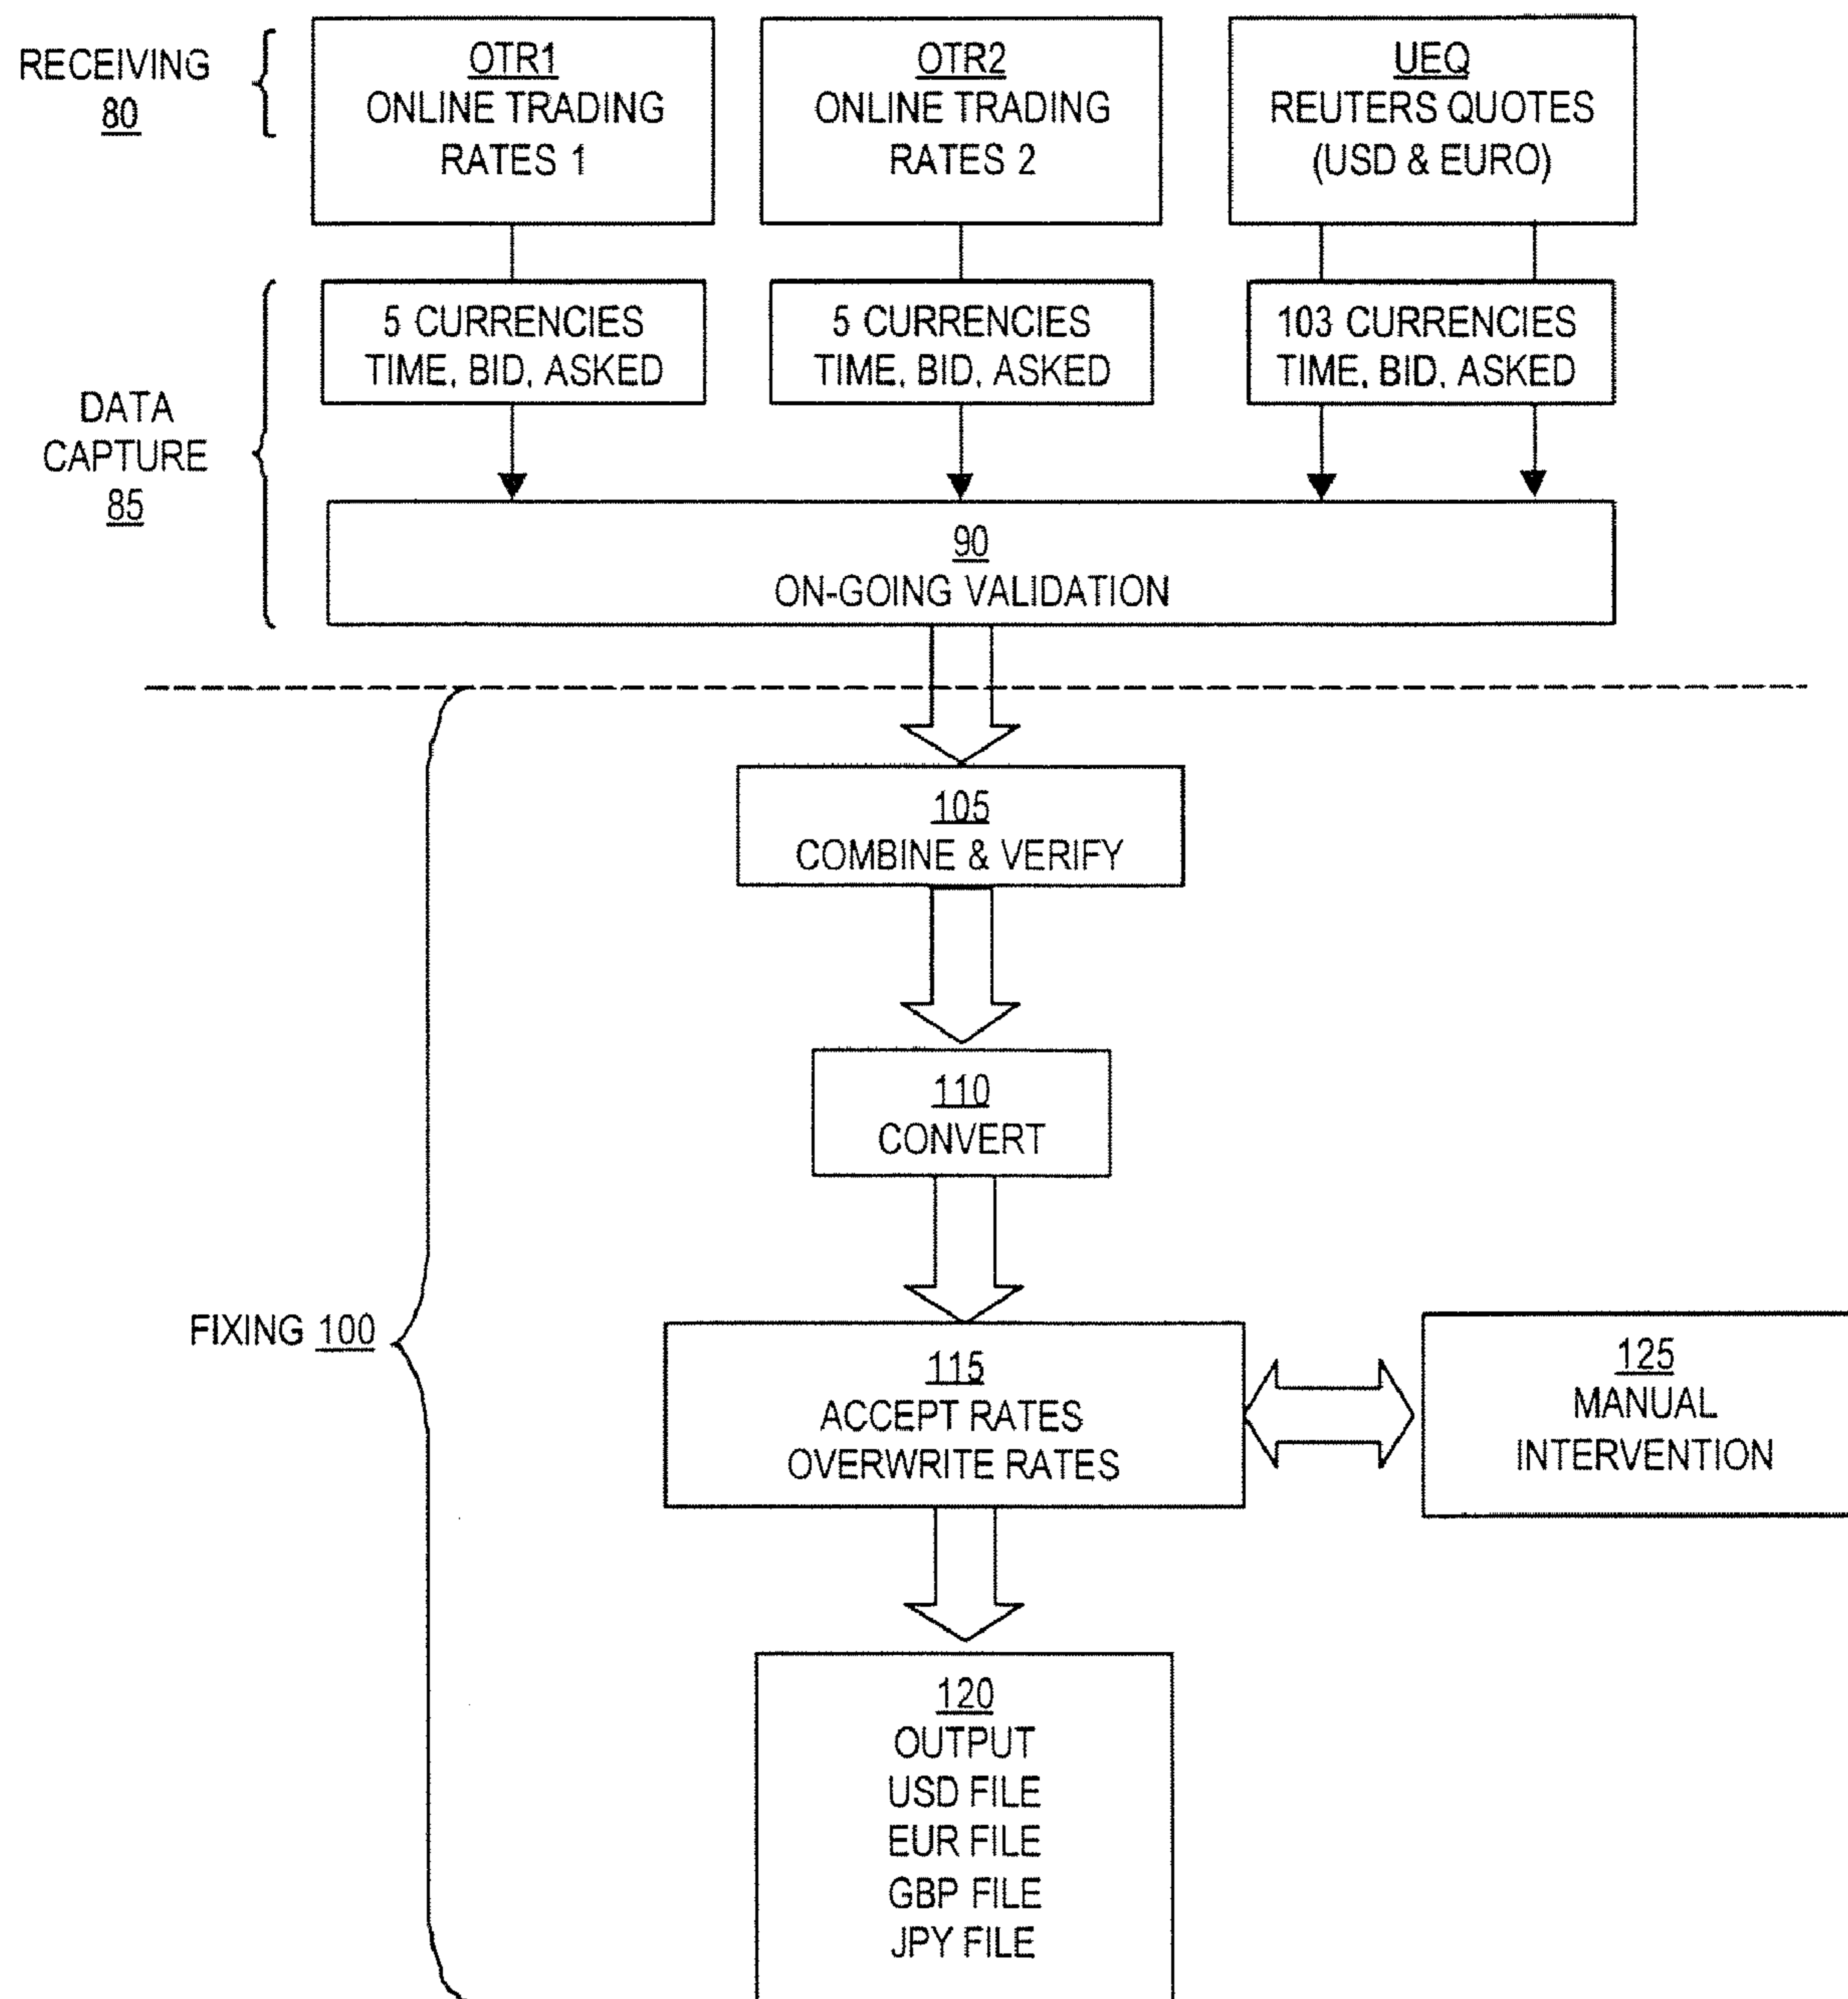 RECEIVING
80
OTR1
ONLINE TRADING
RATES 1
OTR2
ONLINE TRADING
RATES 2
UEQ
REUTERS QUOTES
(USD & EURO)
DATA
CAPTURE
85
5 CURRENCIES
TIME, BID, ASKED
5 CURRENCIES
TIME, BID, ASKED
103 CURRENCIES
TIME, BID, ASKED
90
ON-GOING VALIDATION
105
COMBINE & VERIFY
110
CONVERT
FIXING 100
115
ACCEPT RATES
OVERWRITE RATES
125
MANUAL
INTERVENTION
120
OUTPUT
USD FILE
EUR FILE
GBP FILE
JPY FILE